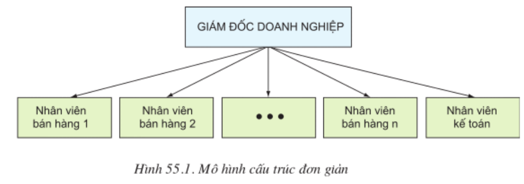 GIÁM ĐỐC DOANH NGHIỆP
Nhân viên
bán hàng 1
Nhân viên
bán hàng 2
•••
Nhân viên
bán hàng n
Nhân viên
kế toán
Hình 55.1. Mô hình cấu trúc đơn giản